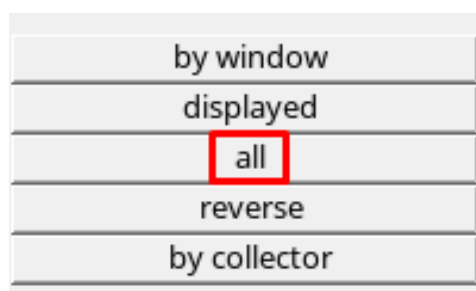 by window
displayed
all
reverse
by collector